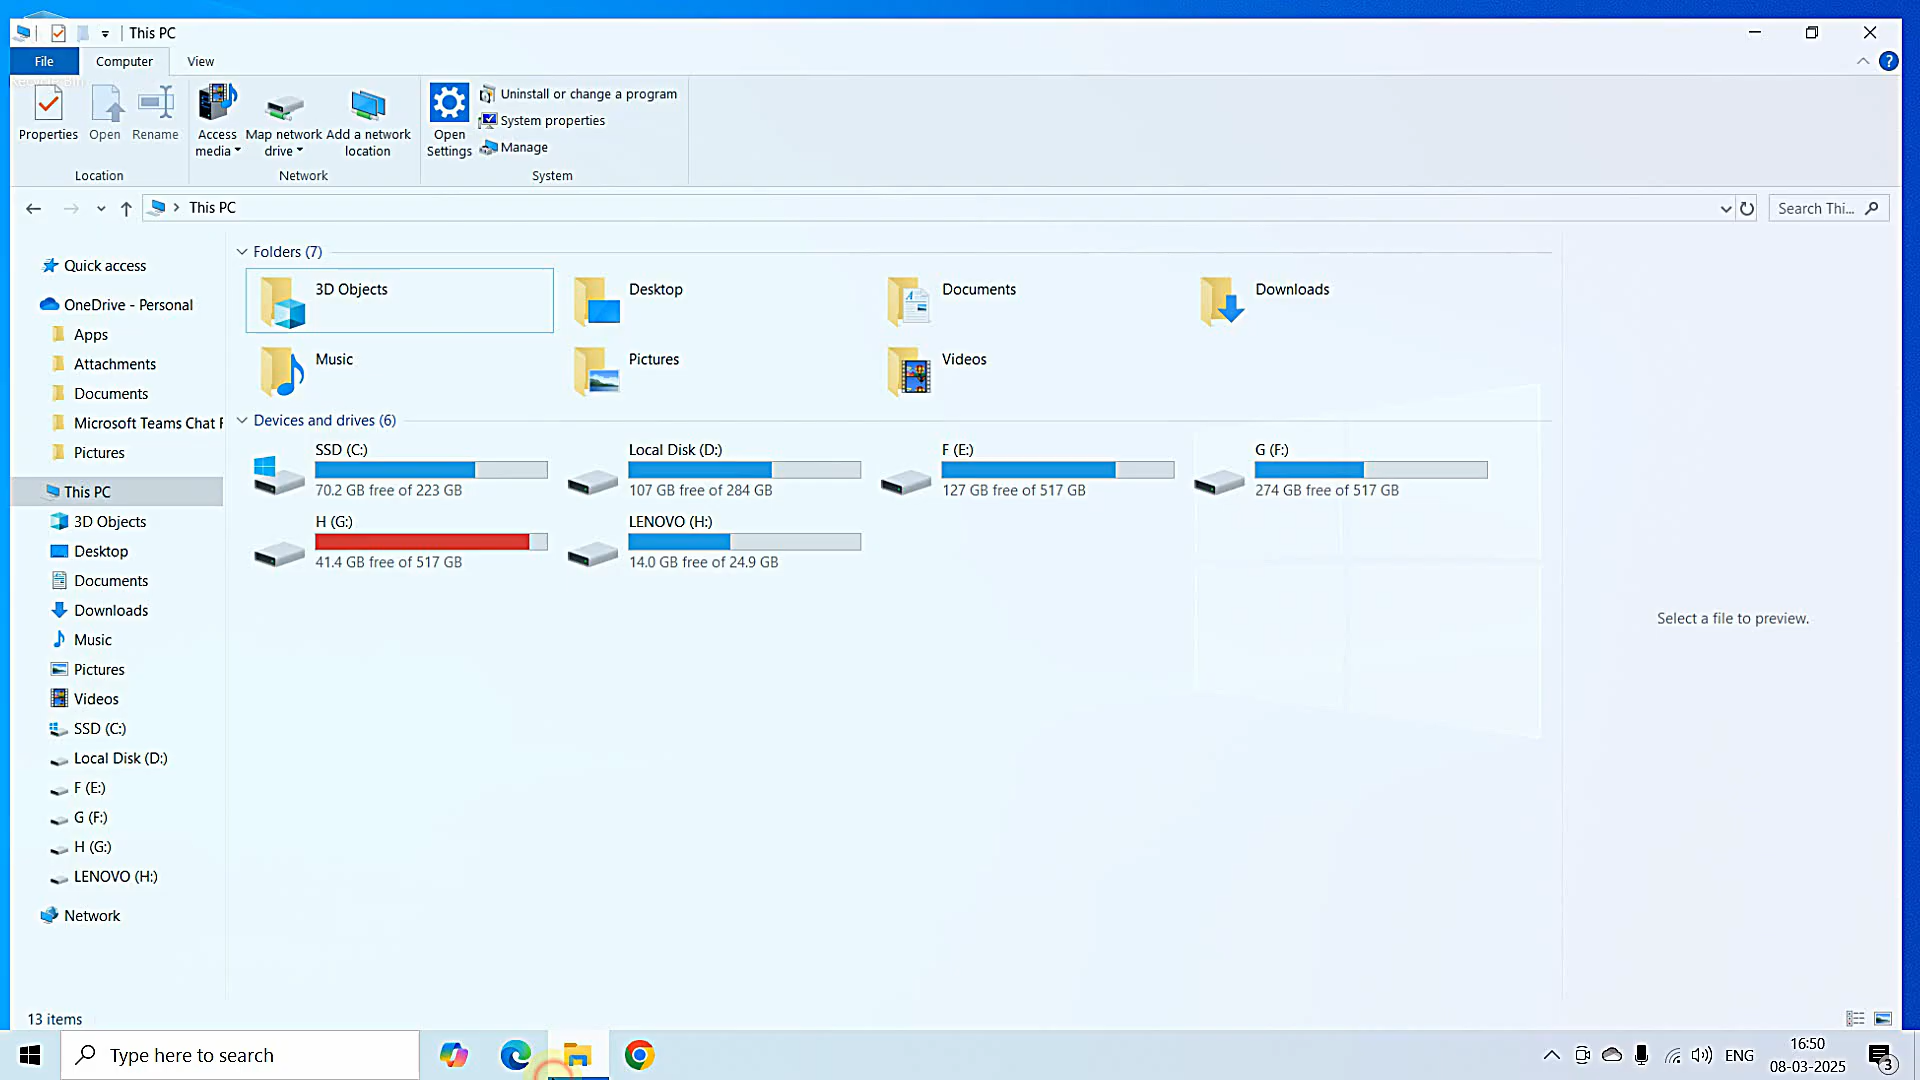 This PC
File
Computer
View
Properties
Open
Rename
Access
media
Map network
drive
Add a network
location
Open
Settings
Uninstall or change a program
System properties
Manage
Location
Network
System
This PC
Search Thi...
Quick access
OneDrive - Personal
Apps
Attachments
Documents
Microsoft Teams Chat F
Pictures
This PC
3D Objects
Desktop
Documents
Downloads
Music
Pictures
Videos
SSD (C:)
Local Disk (D:)
F (E:)
G (F:)
H (G:)
LENOVO (H:)
Network
Folders (7)
3D Objects
Desktop
Documents
Downloads
Music
Pictures
Videos
Devices and drives (6)
SSD (C:)
70.2 GB free of 223 GB
Local Disk (D:)
107 GB free of 284 GB
F (E:)
127 GB free of 517 GB
G (F:)
274 GB free of 517 GB
H (G:)
41.4 GB free of 517 GB
LENOVO (H:)
14.0 GB free of 24.9 GB
Select a file to preview.
13 items
Type here to search
ENG
16:50
08-03-2025
3